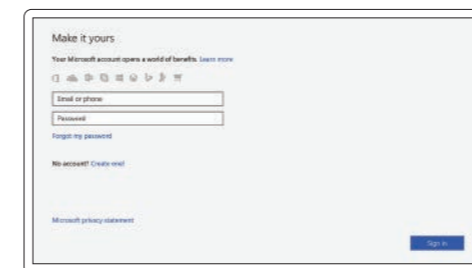 Make it yours
Your Microsoft account opens a world of benefits. Learn more
Email or phone
Password
Forgot my password
No account? Create one!
Microsoft privacy statement
Sign in